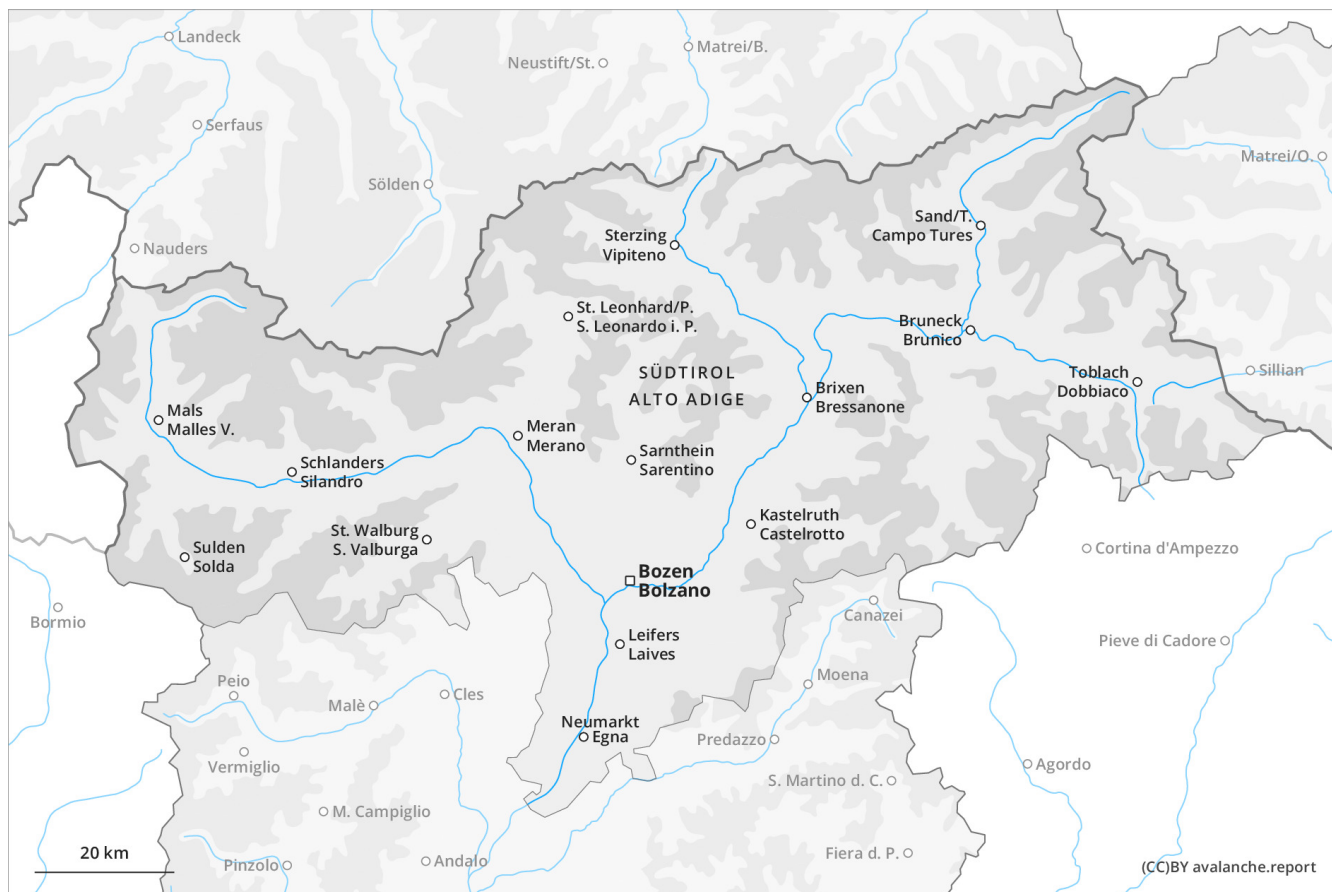 Landeck
Matrei/B.
Neustift/St.
Serfaus
Matrei/O.
Sölden
Sand/T.
Campo Tures
Nauders
Sterzing
Vipiteno
St. Leonhard/P.
S. Leonardo i. P.
Bruneck
Brunico
SÜDTIROL
ALTO ADIGE
Toblach
Dobbiaco
Sillian
Brixen
Bressanone
Mals
Malles V.
Meran
Merano
Schlanders
Silandro
Sarnthein
Sarentino
Kastelruth
Castelrotto
St. Walburg
S. Valburga
Sulden
Solda
Cortina d'Ampezzo
Bozen
Bolzano
Bormio
Canazei
Leifers
Laives
Pieve di Cadore
Peio
Moena
Malè
Cles
Neumarkt
Egna
Predazzo
Vermiglio
Agordo
S. Martino d. C.
M. Campiglio
20 km
Pinzolo
Andalo
Fiera d. P.
(CC)BY avalanche.report